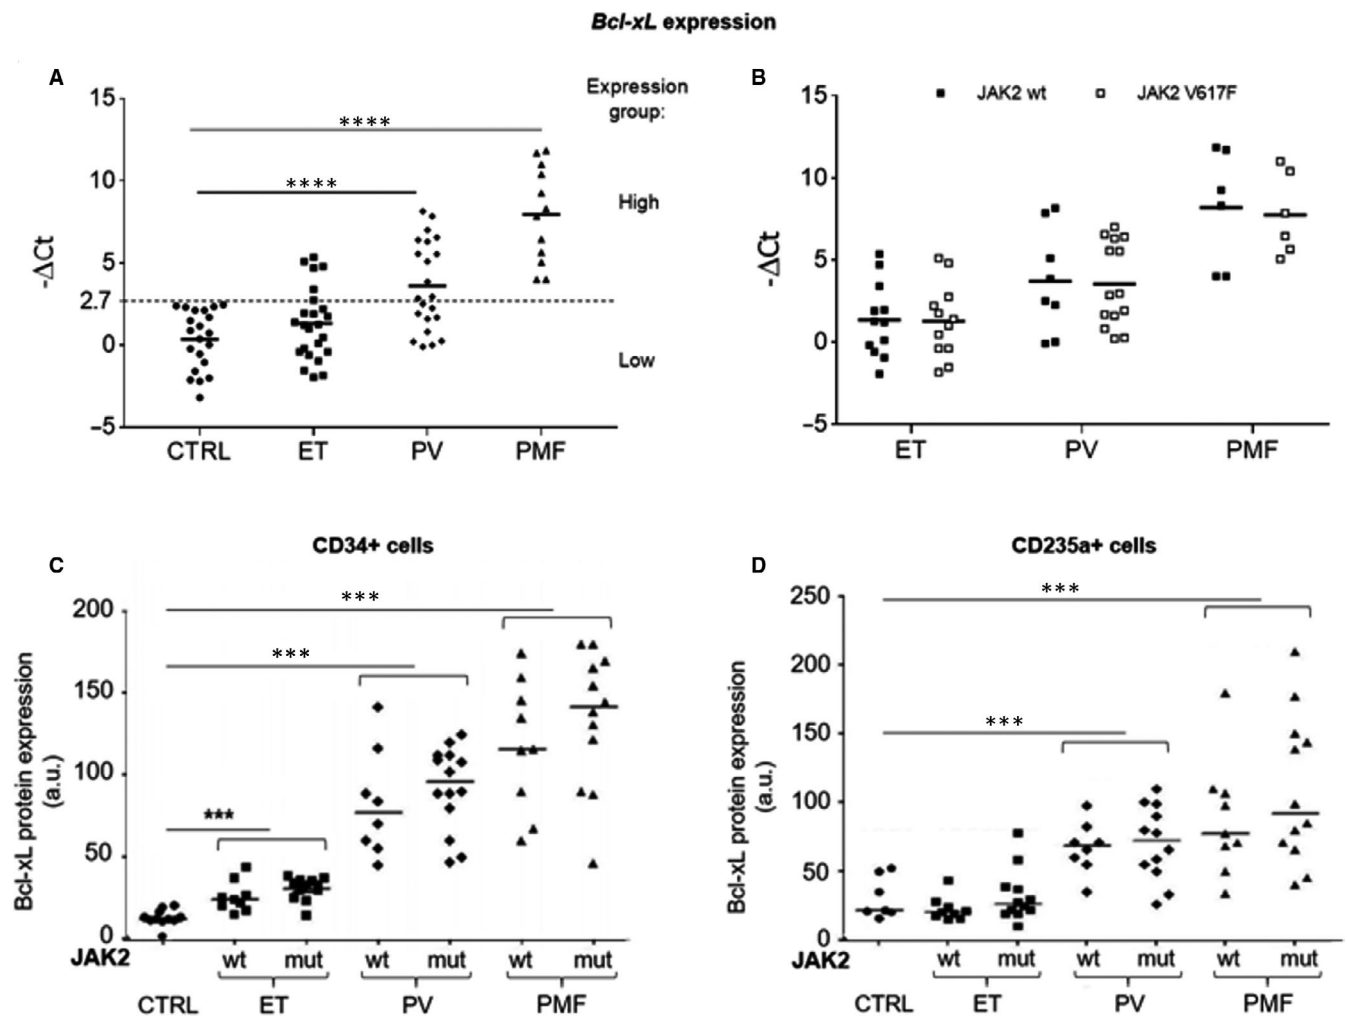 Bcl-xL expression
A
Expression
group:
15
10
5
2.7
0
–5
-ΔCt
****
****
High
Low
CTRL ET PV PMF
B
JAK2 wt JAK2 V617F
15
10
5
0
–5
-ΔCt
ET PV PMF
C
CD34+ cells
200
150
100
50
0
Bcl-xL protein expression
(a.u.)
***
***
***
JAK2 wt mut wt mut wt mut
CTRL ET PV PMF
D
CD235a+ cells
250
200
150
100
50
0
Bcl-xL protein expression
(a.u.)
***
***
JAK2 wt mut wt mut wt mut
CTRL ET PV PMF